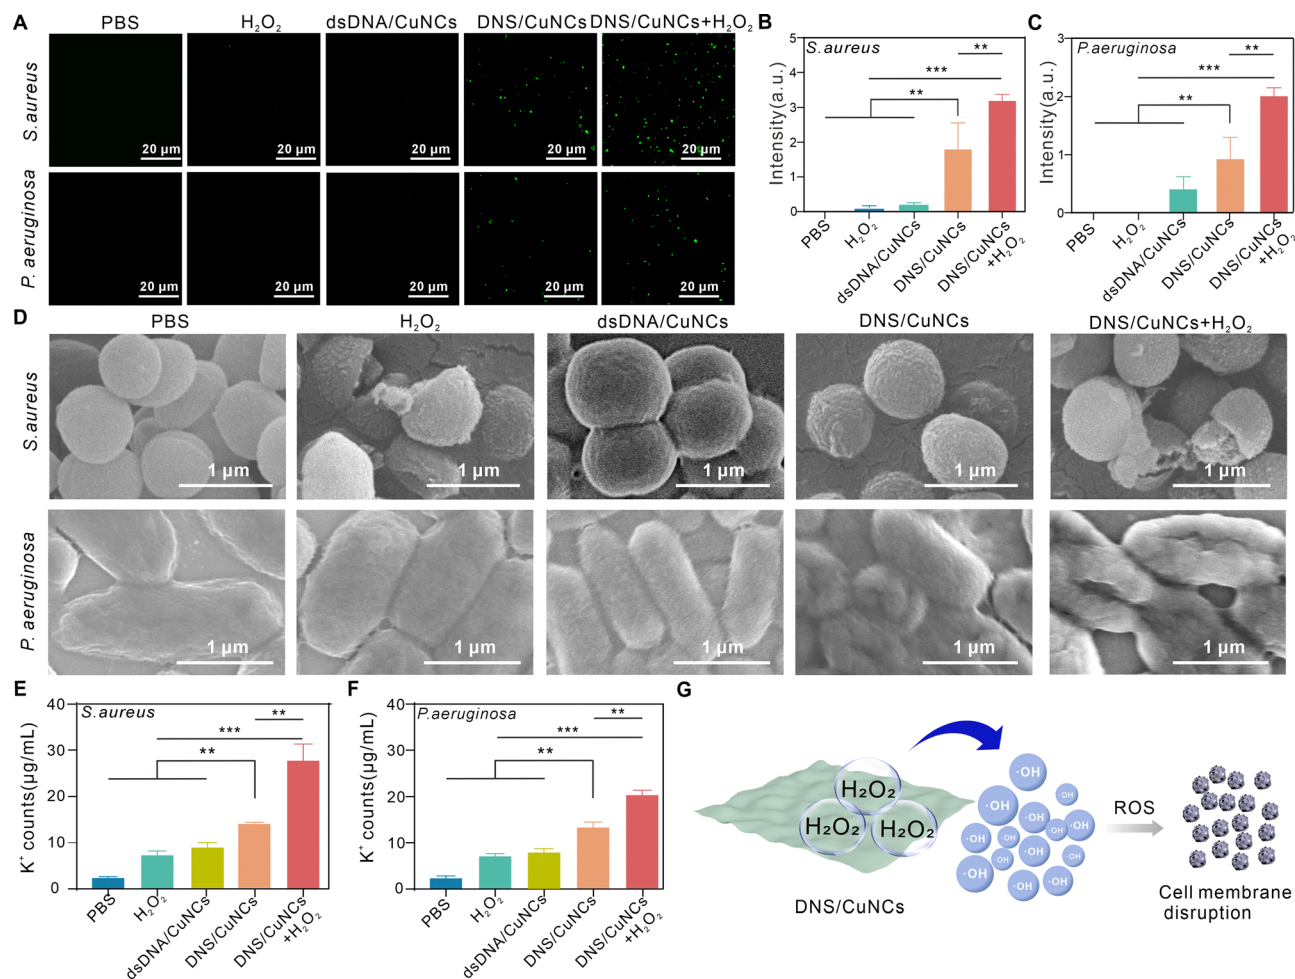 A
PBS
H₂O₂
dsDNA/CuNCs
DNS/CuNCs
DNS/CuNCs+H₂O₂
S.aureus
20 μm
20 μm
20 μm
20 μm
20 μm
P. aeruginosa
20 μm
20 μm
20 μm
20 μm
20 μm
B
S.aureus
Intensity(a.u.)
5
4
3
2
1
0
**
***
**
PBS
H₂O₂
dsDNA/CuNCs
DNS/CuNCs
DNS/CuNCs
+H₂O₂
C
P.aeruginosa
Intensity(a.u.)
3
2
1
0
**
***
**
PBS
H₂O₂
dsDNA/CuNCs
DNS/CuNCs
DNS/CuNCs
+H₂O₂
D
PBS
H₂O₂
dsDNA/CuNCs
DNS/CuNCs
DNS/CuNCs+H₂O₂
S.aureus
1 μm
1 μm
1 μm
1 μm
1 μm
P. aeruginosa
1 μm
1 μm
1 μm
1 μm
1 μm
E
S.aureus
K⁺ counts(μg/mL)
40
30
20
10
0
**
***
**
PBS
H₂O₂
dsDNA/CuNCs
DNS/CuNCs
DNS/CuNCs
+H₂O₂
F
P.aeruginosa
K⁺ counts(μg/mL)
40
30
20
10
0
**
***
**
PBS
H₂O₂
dsDNA/CuNCs
DNS/CuNCs
DNS/CuNCs
+H₂O₂
G
H₂O₂
H₂O₂
H₂O₂
DNS/CuNCs
·OH
·OH
·OH
·OH
·OH
·OH
·OH
·OH
·OH
·OH
·OH
·OH
·OH
ROS
Cell membrane
disruption